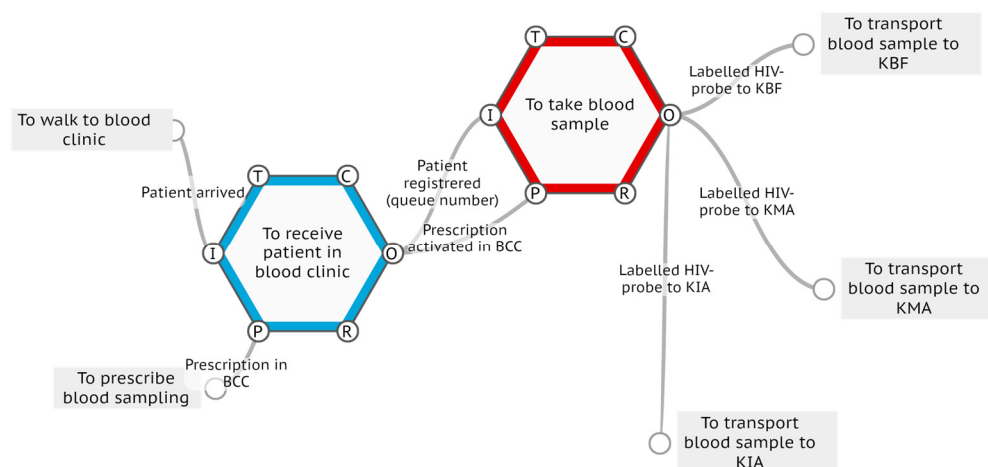 To walk to blood
clinic
Patient arrived
T
C
I
To receive
patient in
blood clinic
O
P
R
Prescription in
BCC
To prescribe
blood sampling
Patient
registrered
(queue number)
Prescription
activated in BCC
T
C
I
To take blood
sample
O
P
R
Labelled HIV-
probe to KBF
To transport
blood sample to
KBF
Labelled HIV-
probe to KMA
To transport
blood sample to
KMA
Labelled HIV-
probe to KIA
To transport
blood sample to
KIA